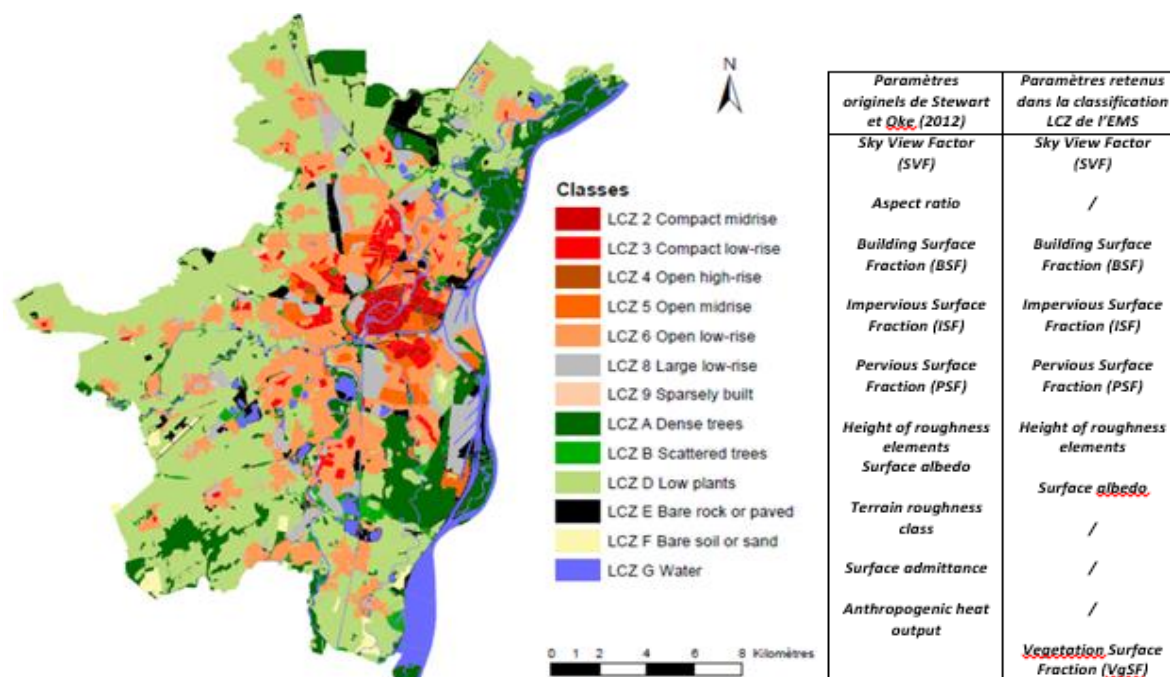 N
Classes
LCZ 2 Compact midrise
LCZ 3 Compact low-rise
LCZ 4 Open high-rise
LCZ 5 Open midrise
LCZ 6 Open low-rise
LCZ 8 Large low-rise
LCZ 9 Sparsely built
LCZ A Dense trees
LCZ B Scattered trees
LCZ D Low plants
LCZ E Bare rock or paved
LCZ F Bare soil or sand
LCZ G Water
0 1 2 4 6 8 Kilomètres
Paramètres
originels de Stewart
et Oke (2012)
Paramètres retenus
dans la classification
LCZ de l'EMS
Sky View Factor
(SVF)
Sky View Factor
(SVF)
Aspect ratio
/
Building Surface
Fraction (BSF)
Building Surface
Fraction (BSF)
Impervious Surface
Fraction (ISF)
Impervious Surface
Fraction (ISF)
Pervious Surface
Fraction (PSF)
Pervious Surface
Fraction (PSF)
Height of roughness
elements
Height of roughness
elements
Surface albedo
Surface albedo
Terrain roughness
class
/
Surface admittance
/
Anthropogenic heat
output
/
Vegetation Surface
Fraction (VgSF)